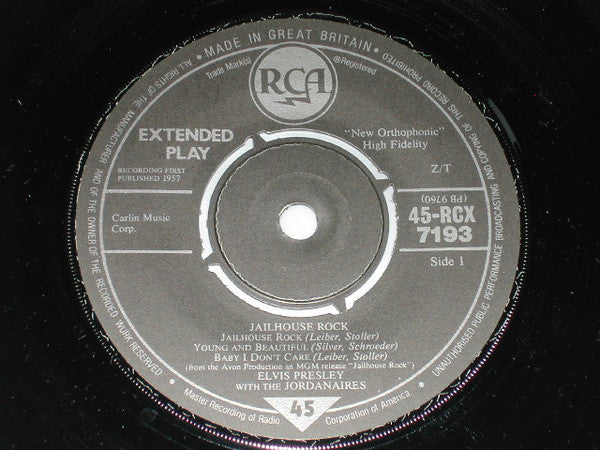 · MADE IN GREAT BRITAIN ·
ALL RIGHTS OF THE MANUFACTURER AND OF THE OWNER OF THE RECORDED WORK RESERVED
UNAUTHORISED PUBLIC PERFORMANCE BROADCASTING AND COPYING OF THIS RECORD PROHIBITED
Trade Mark(s)
RCA
®Registered
EXTENDED
PLAY
"New Orthophonic"
High Fidelity
RECORDING FIRST
PUBLISHED 1957
Z/T
(PB 9760)
45-RCX
7193
Carlin Music
Corp.
Side 1
JAILHOUSE ROCK
JAILHOUSE ROCK (Leiber, Stoller)
YOUNG AND BEAUTIFUL (Silver, Schroeder)
BABY I DON'T CARE (Leiber, Stoller)
(from the Avon Production an MGM release "Jailhouse Rock")
ELVIS PRESLEY
WITH THE JORDANAIRES
45
Master Recording of Radio Corporation of America.